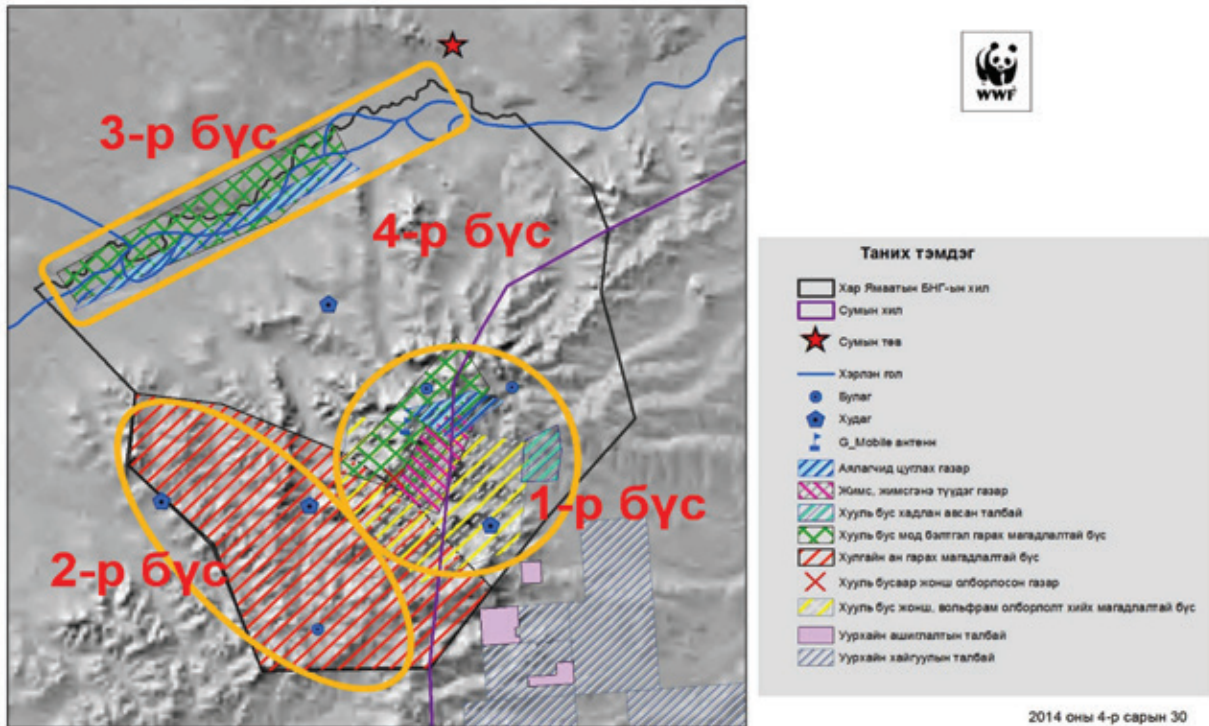 3-р бүс
4-р бүс
1-р бүс
2-р бүс
WWF
Таних тэмдэг
Хар Яматын БНГ-ын хил
Сумын хил
Сумын төв
Хэрлэн гол
Булаг
Худаг
G_Mobile антенн
Аялагчид цуглах газар
Жимс, жимсгэнэ түүдэг газар
Хууль бус хадлан авсан талбай
Хууль бус мод бэлтгэл гарах магадлалтай бүс
Хулгайн ан гарах магадлалтай бүс
Хууль бусаар жонш олборлосон газар
Хууль бус жонш, вольфрам олборлолт хийх магадлалтай бүс
Уурхайн ашиглалтын талбай
Уурхайн хайгуулын талбай
2014 оны 4-р сарын 30